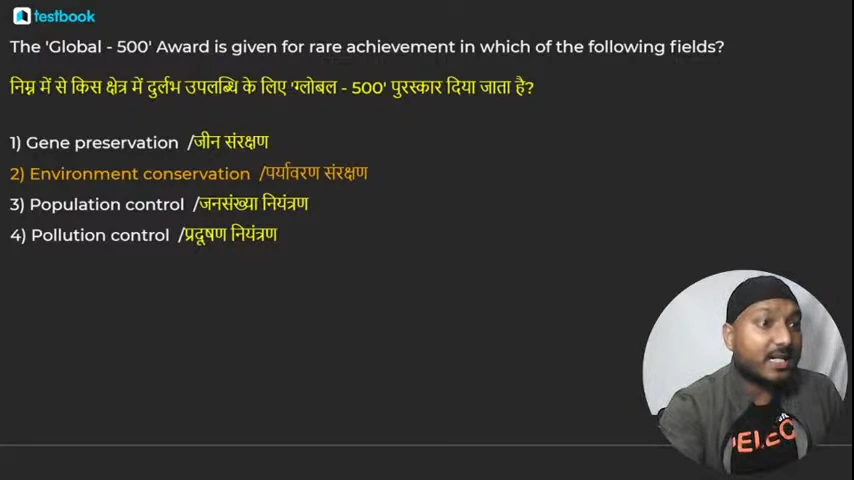 testbook
The 'Global - 500' Award is given for rare achievement in which of the following fields?
निम्न में से किस क्षेत्र में दुर्लभ उपलब्धि के लिए 'ग्लोबल - 500' पुरस्कार दिया जाता है?
1) Gene preservation /जीन संरक्षण
2) Environment conservation /पर्यावरण संरक्षण
3) Population control /जनसंख्या नियंत्रण
4) Pollution control /प्रदूषण नियंत्रण